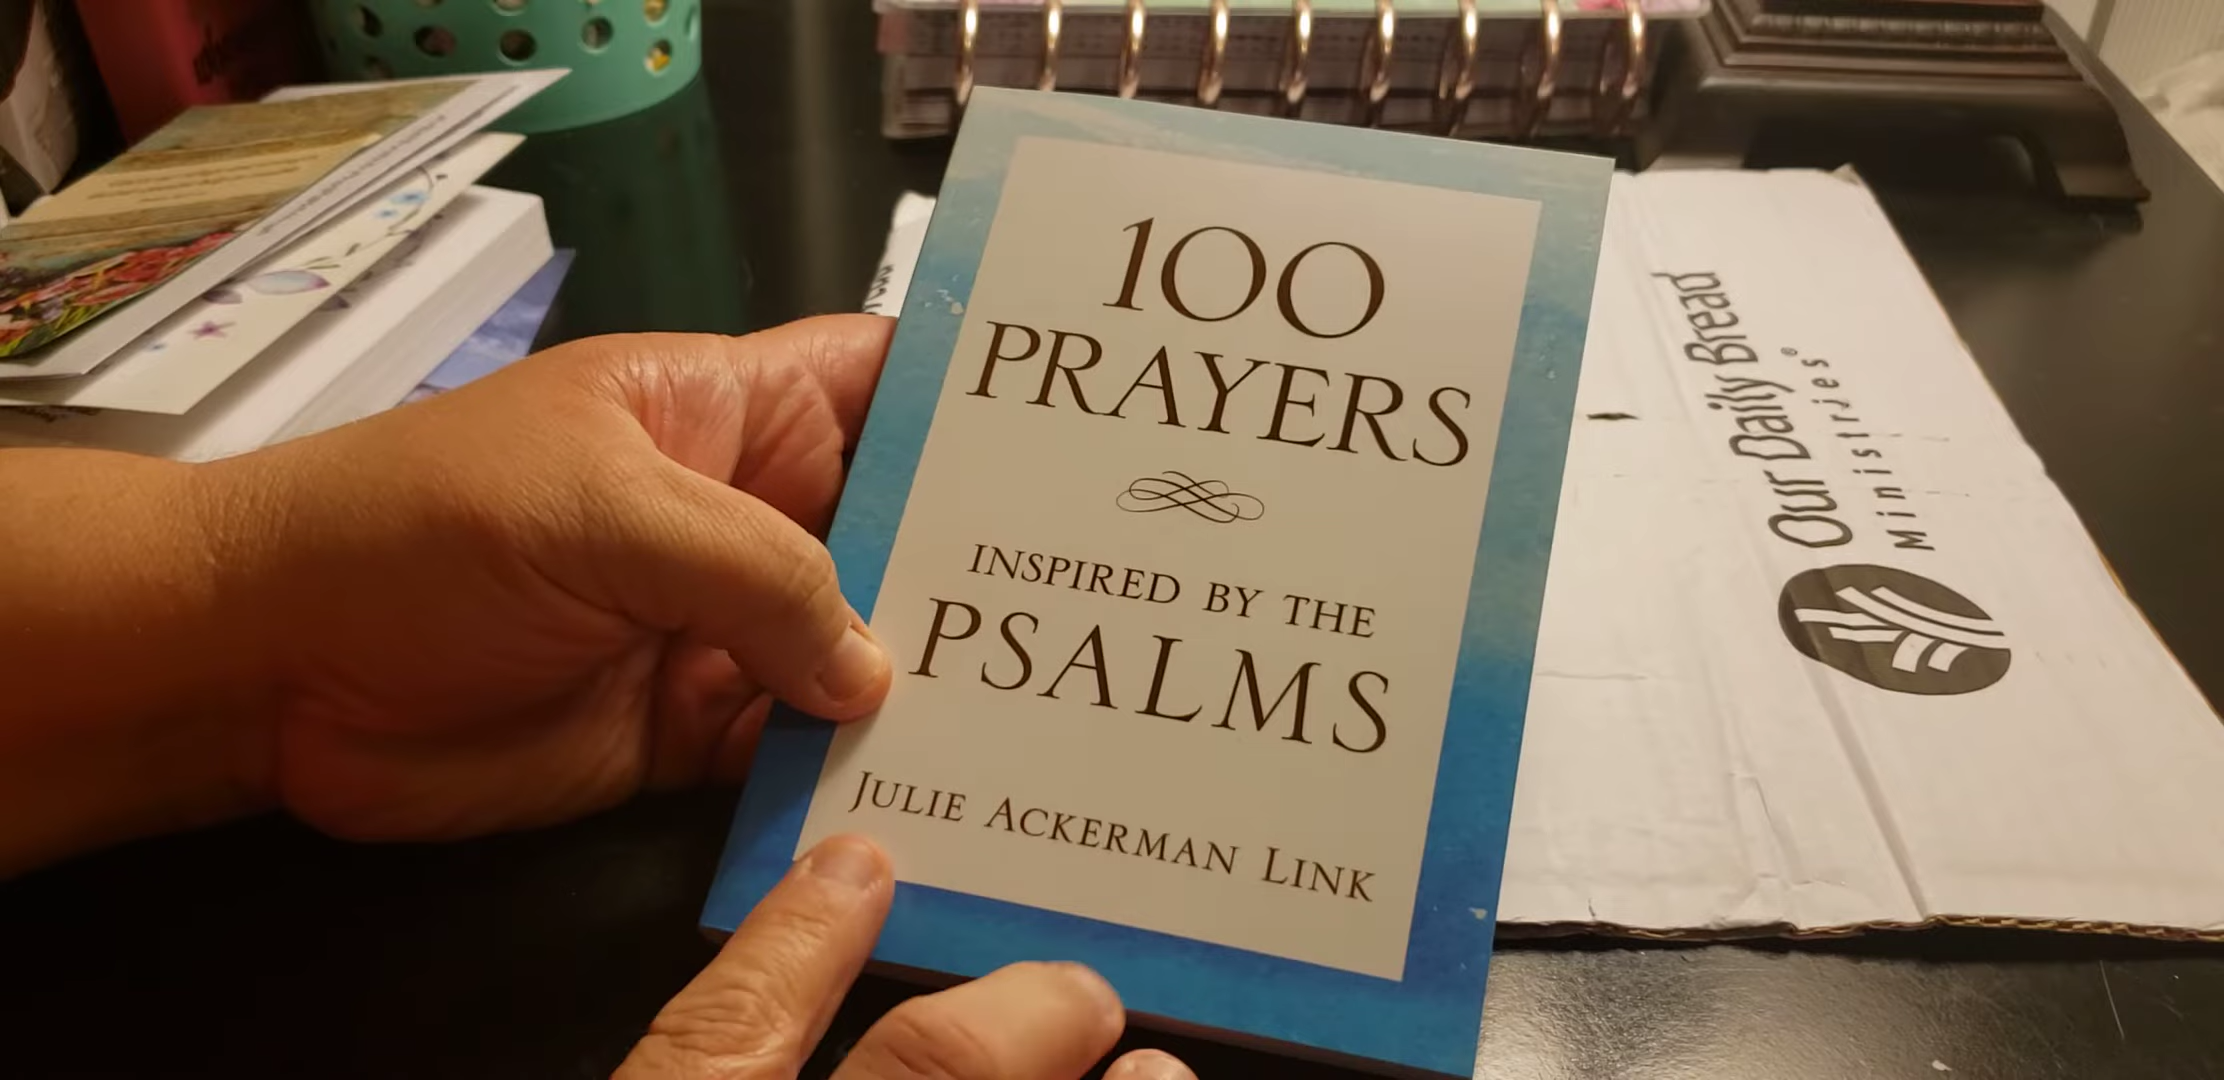 100
PRAYERS
INSPIRED BY THE
PSALMS
JULIE ACKERMAN LINK
Our Daily Bread
Ministries®